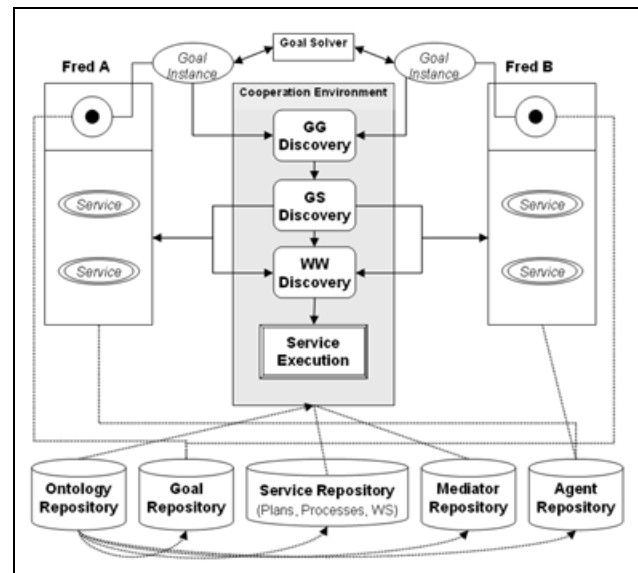 Goal Solver
Fred A
Goal
Instance
Goal
Instance
Fred B
Cooperation Environment
GG
Discovery
GS
Discovery
WW
Discovery
Service
Execution
Service
Service
Service
Service
Ontology
Repository
Goal
Repository
Service Repository
(Plans, Processes, WS)
Mediator
Repository
Agent
Repository